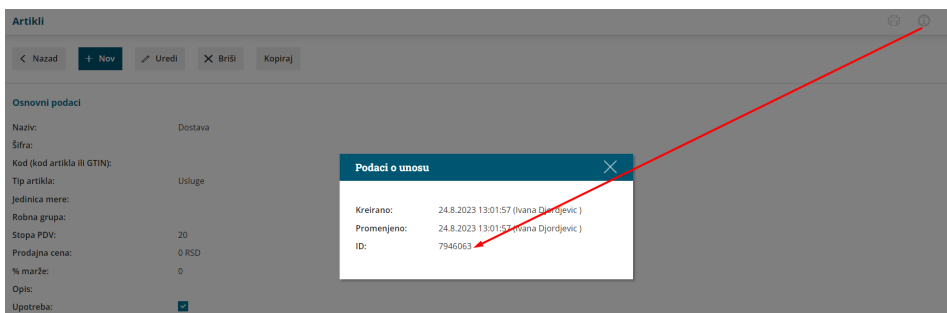 Artikli
Nazad
Nov
Uredi
Briši
Kopiraj
Osnovni podaci
Naziv: Dostava
Šifra:
Kod (kod artikla ili GTIN):
Tip artikla: Usluge
Jedinica mere:
Robna grupa:
Stopa PDV: 20
Prodajna cena: 0 RSD
% marže: 0
Opis:
Upotreba:
Podaci o unosu
Kreirano: 24.8.2023 13:01:57 (Ivana Djordjevic )
Promenjeno: 24.8.2023 13:01:57 (Ivana Djordjevic )
ID: 7946063